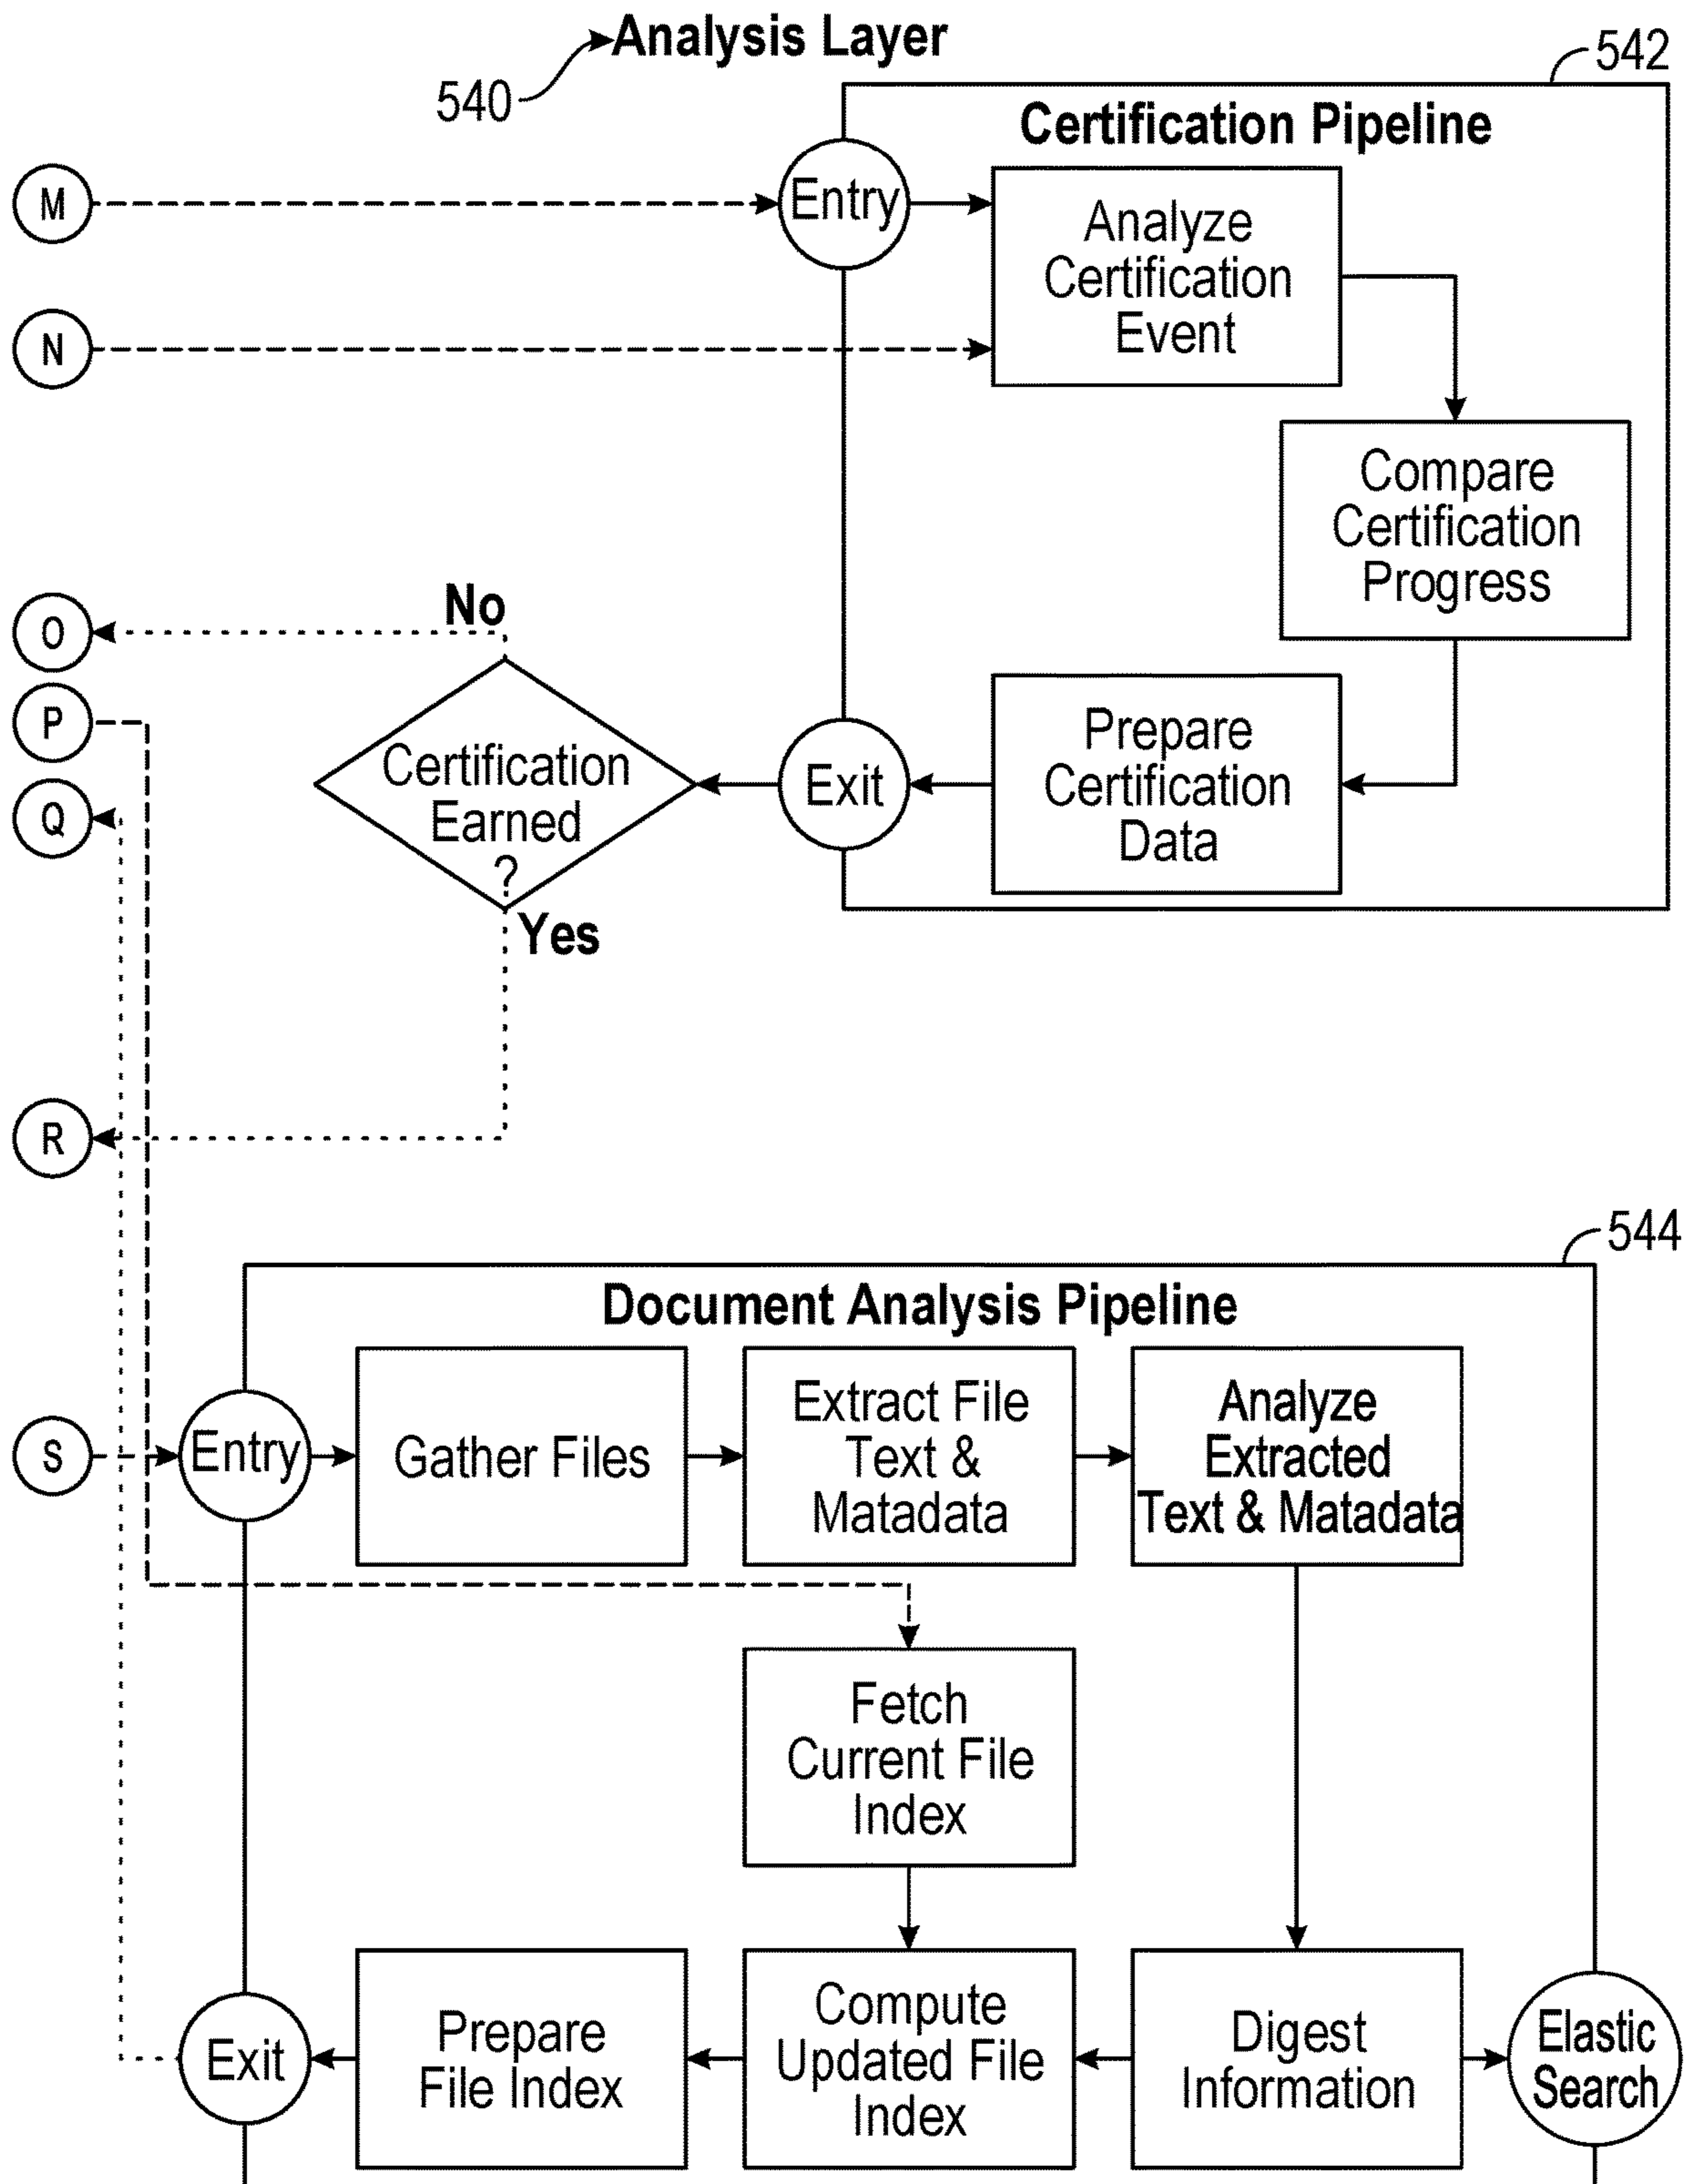 Analysis Layer
540
542
Certification Pipeline
M
Entry
Analyze
Certification
Event
N
Compare
Certification
Progress
No
O
P
Q
Certification
Earned
?
Yes
Exit
Prepare
Certification
Data
R
544
Document Analysis Pipeline
S
Entry
Gather Files
Extract File
Text &
Matadata
Analyze
Extracted
Text & Matadata
Fetch
Current File
Index
Exit
Prepare
File Index
Compute
Updated File
Index
Digest
Information
Elastic
Search